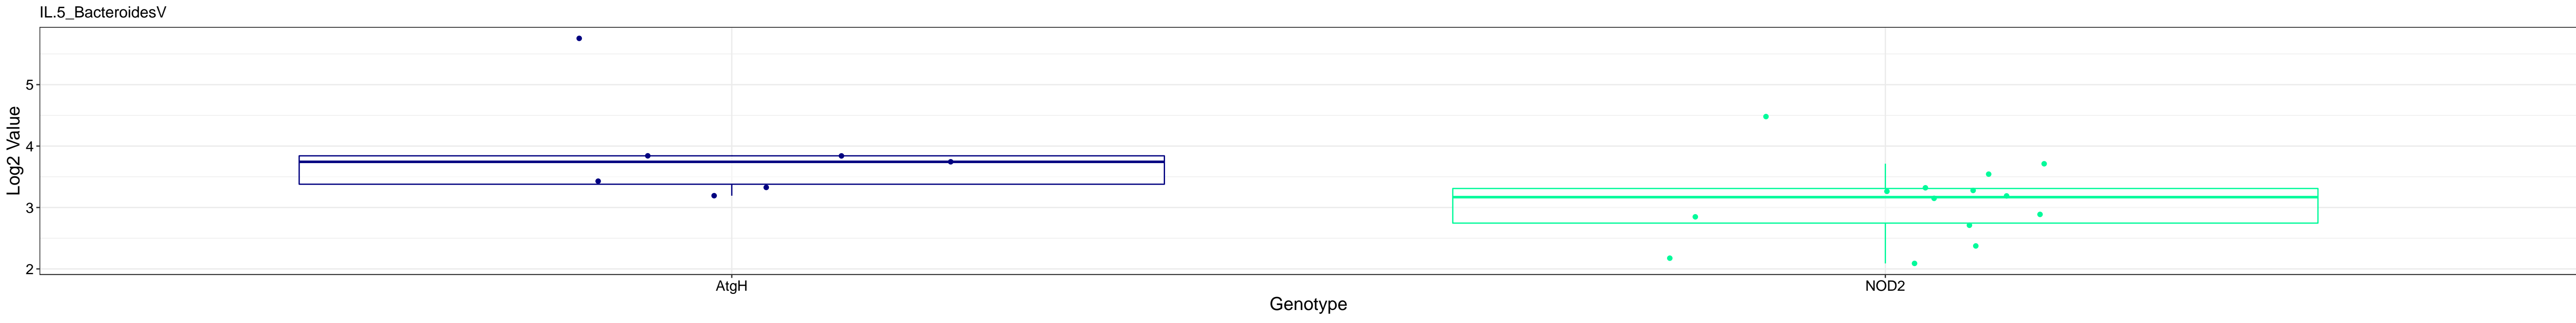 IL.5_BacteroidesV
5
4
3
2
Log2 Value
AtgH
NOD2
Genotype